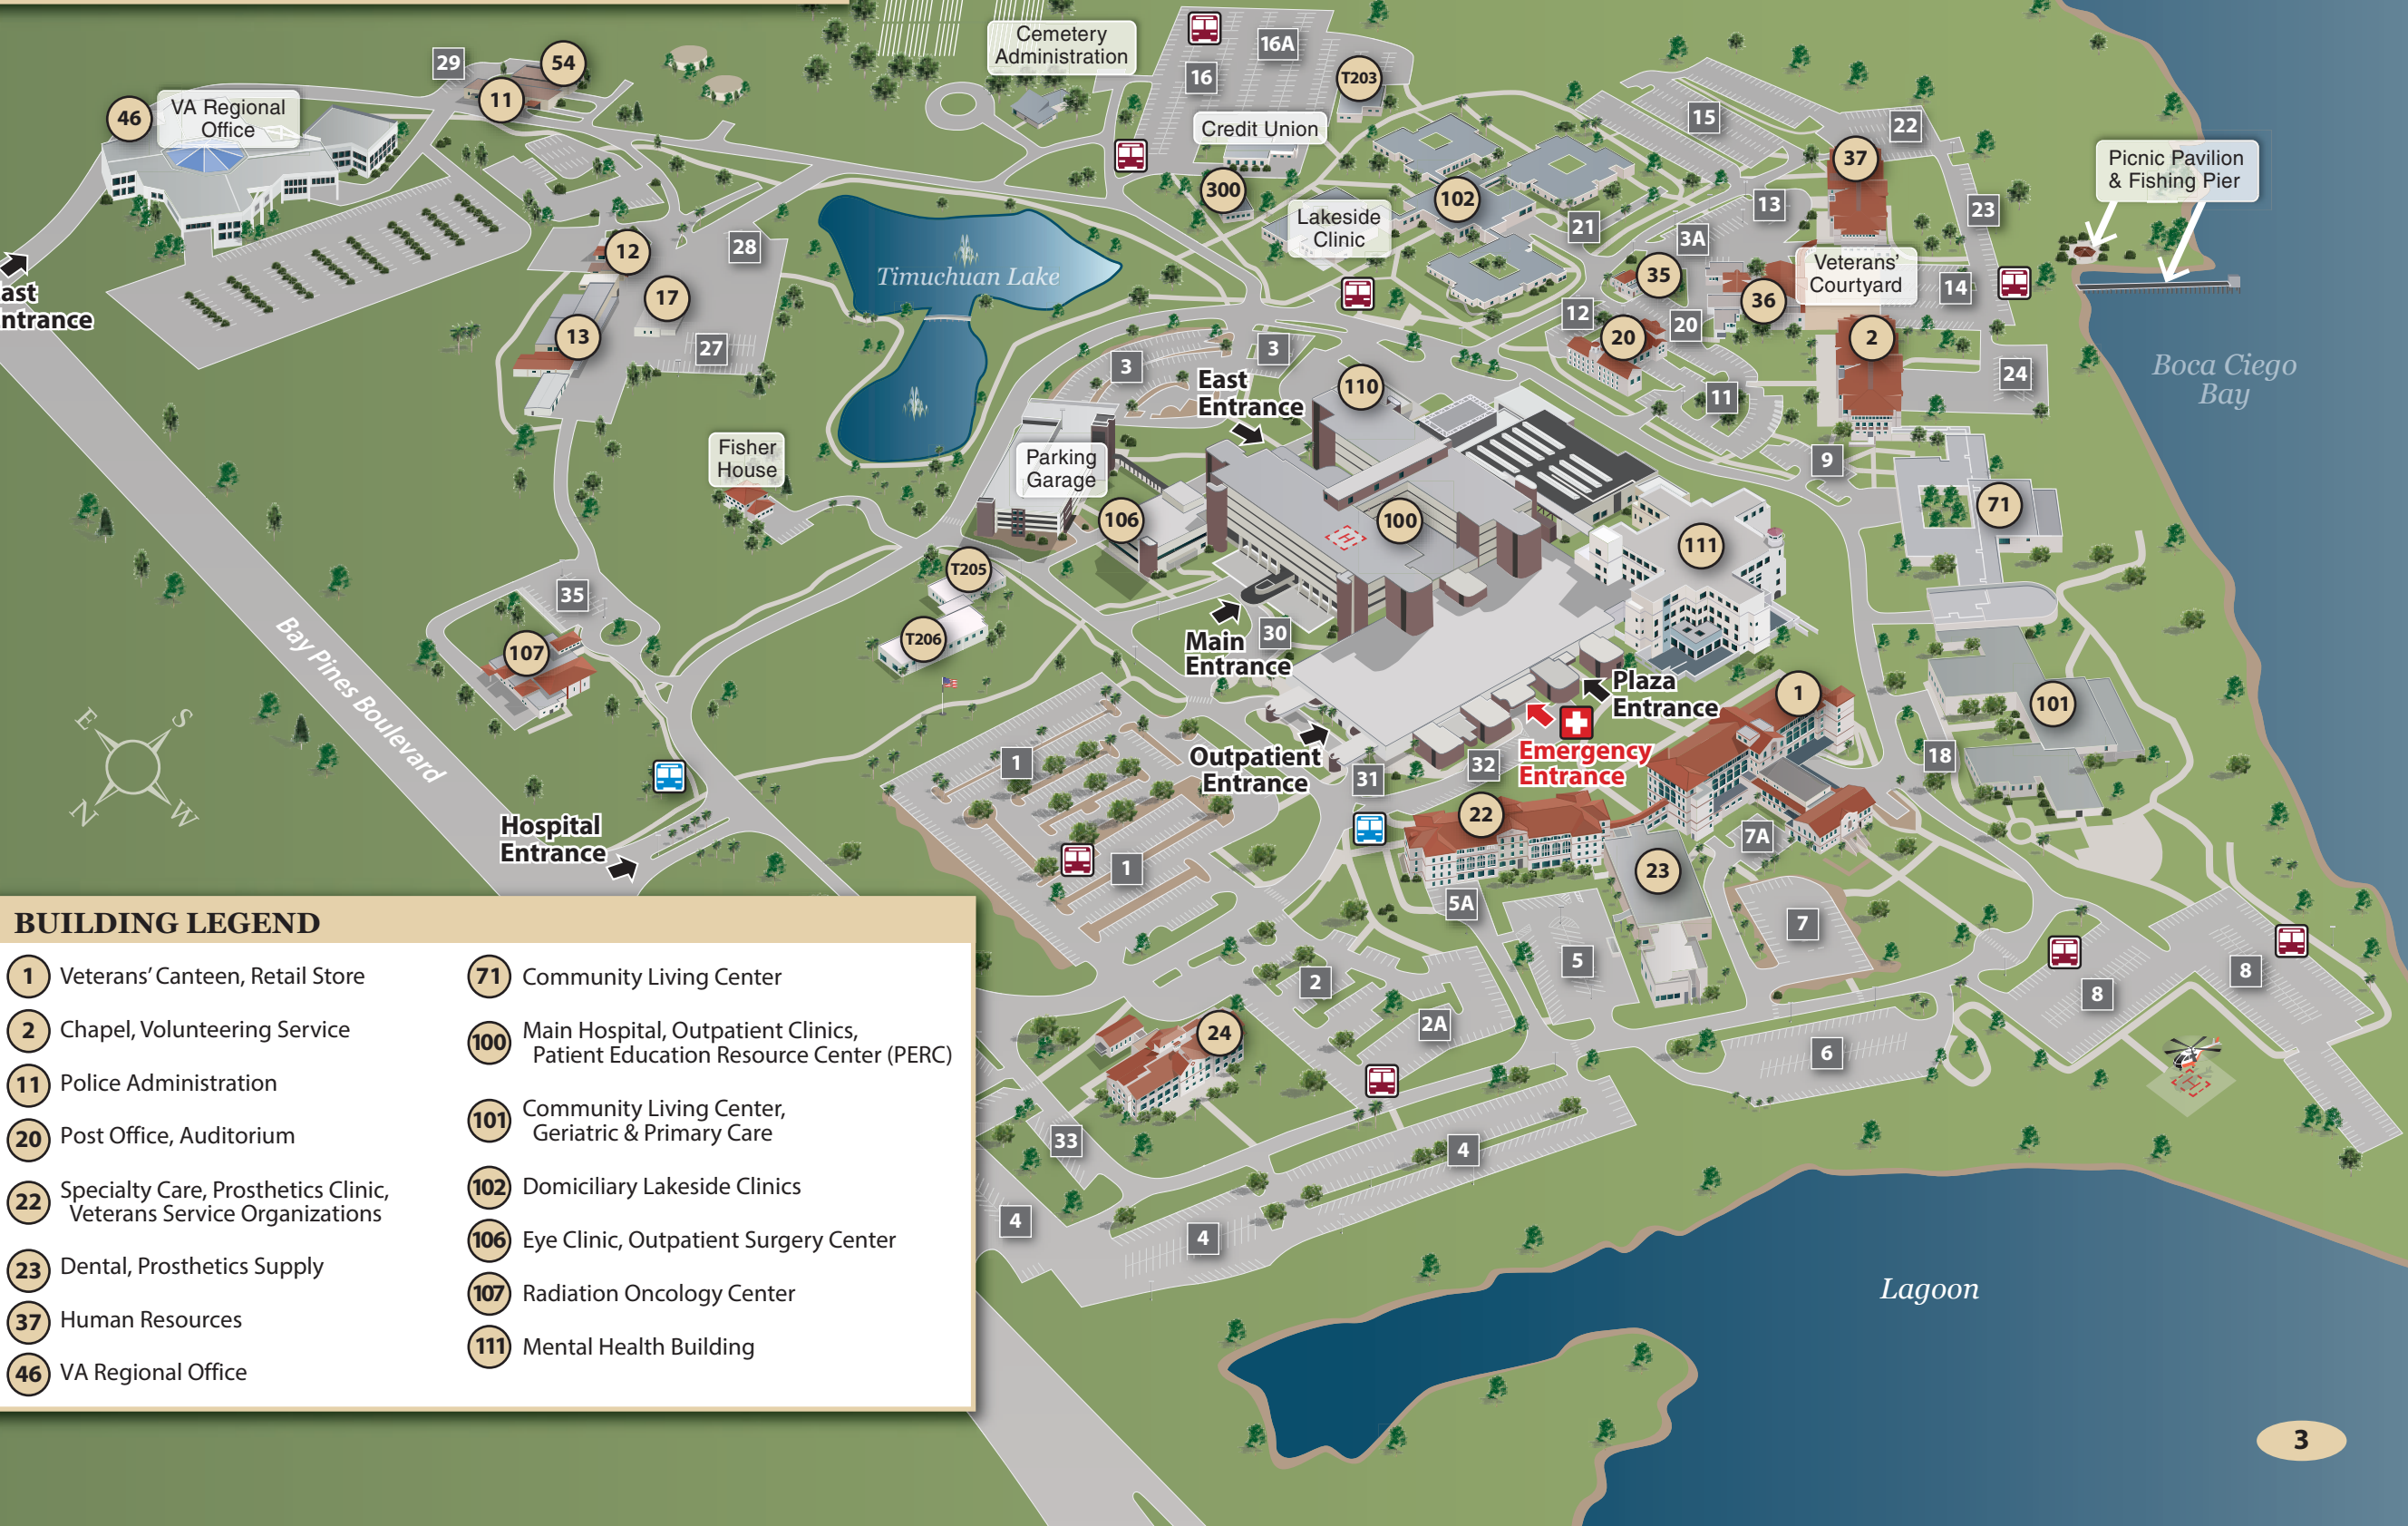 Cemetery
Administration
16A
16
T203
29
54
11
46
VA Regional
Office
Credit Union
300
102
Lakeside
Clinic
15
22
37
13
23
21
3A
Picnic Pavilion
& Fishing Pier
35
36
Veterans'
Courtyard
14
12
20
20
2
24
11
9
Boca Ciego
Bay
12
28
17
13
27
Timuchuan Lake
ast
ntrance
3
3
East
Entrance
110
Fisher
House
Parking
Garage
106
100
H
111
71
T205
T206
35
107
Main
Entrance
30
Plaza
Entrance
1
101
Bay Pines Boulevard
E
S
N
W
Outpatient
Entrance
Emergency
Entrance
31
32
18
1
1
22
7A
23
5A
7
5
Hospital
Entrance
2
2A
24
8
8
6
H
33
4
4
4
Lagoon
BUILDING LEGEND
1 Veterans' Canteen, Retail Store
2 Chapel, Volunteering Service
11 Police Administration
20 Post Office, Auditorium
22 Specialty Care, Prosthetics Clinic,
Veterans Service Organizations
23 Dental, Prosthetics Supply
37 Human Resources
46 VA Regional Office
71 Community Living Center
100 Main Hospital, Outpatient Clinics,
Patient Education Resource Center (PERC)
101 Community Living Center,
Geriatric & Primary Care
102 Domiciliary Lakeside Clinics
106 Eye Clinic, Outpatient Surgery Center
107 Radiation Oncology Center
111 Mental Health Building
3